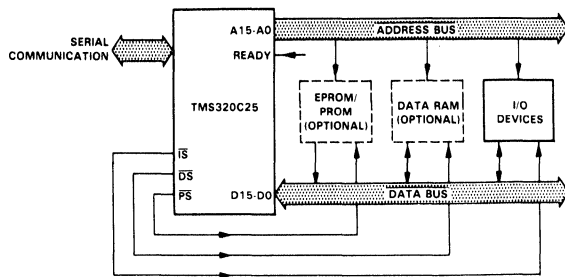 A15-A0
ADDRESS BUS
SERIAL
COMMUNICATION
READY
TMS320C25
EPROM/
PROM
(OPTIONAL)
DATA RAM
(OPTIONAL)
I/O
DEVICES
IS
DS
PS
D15-D0
DATA BUS